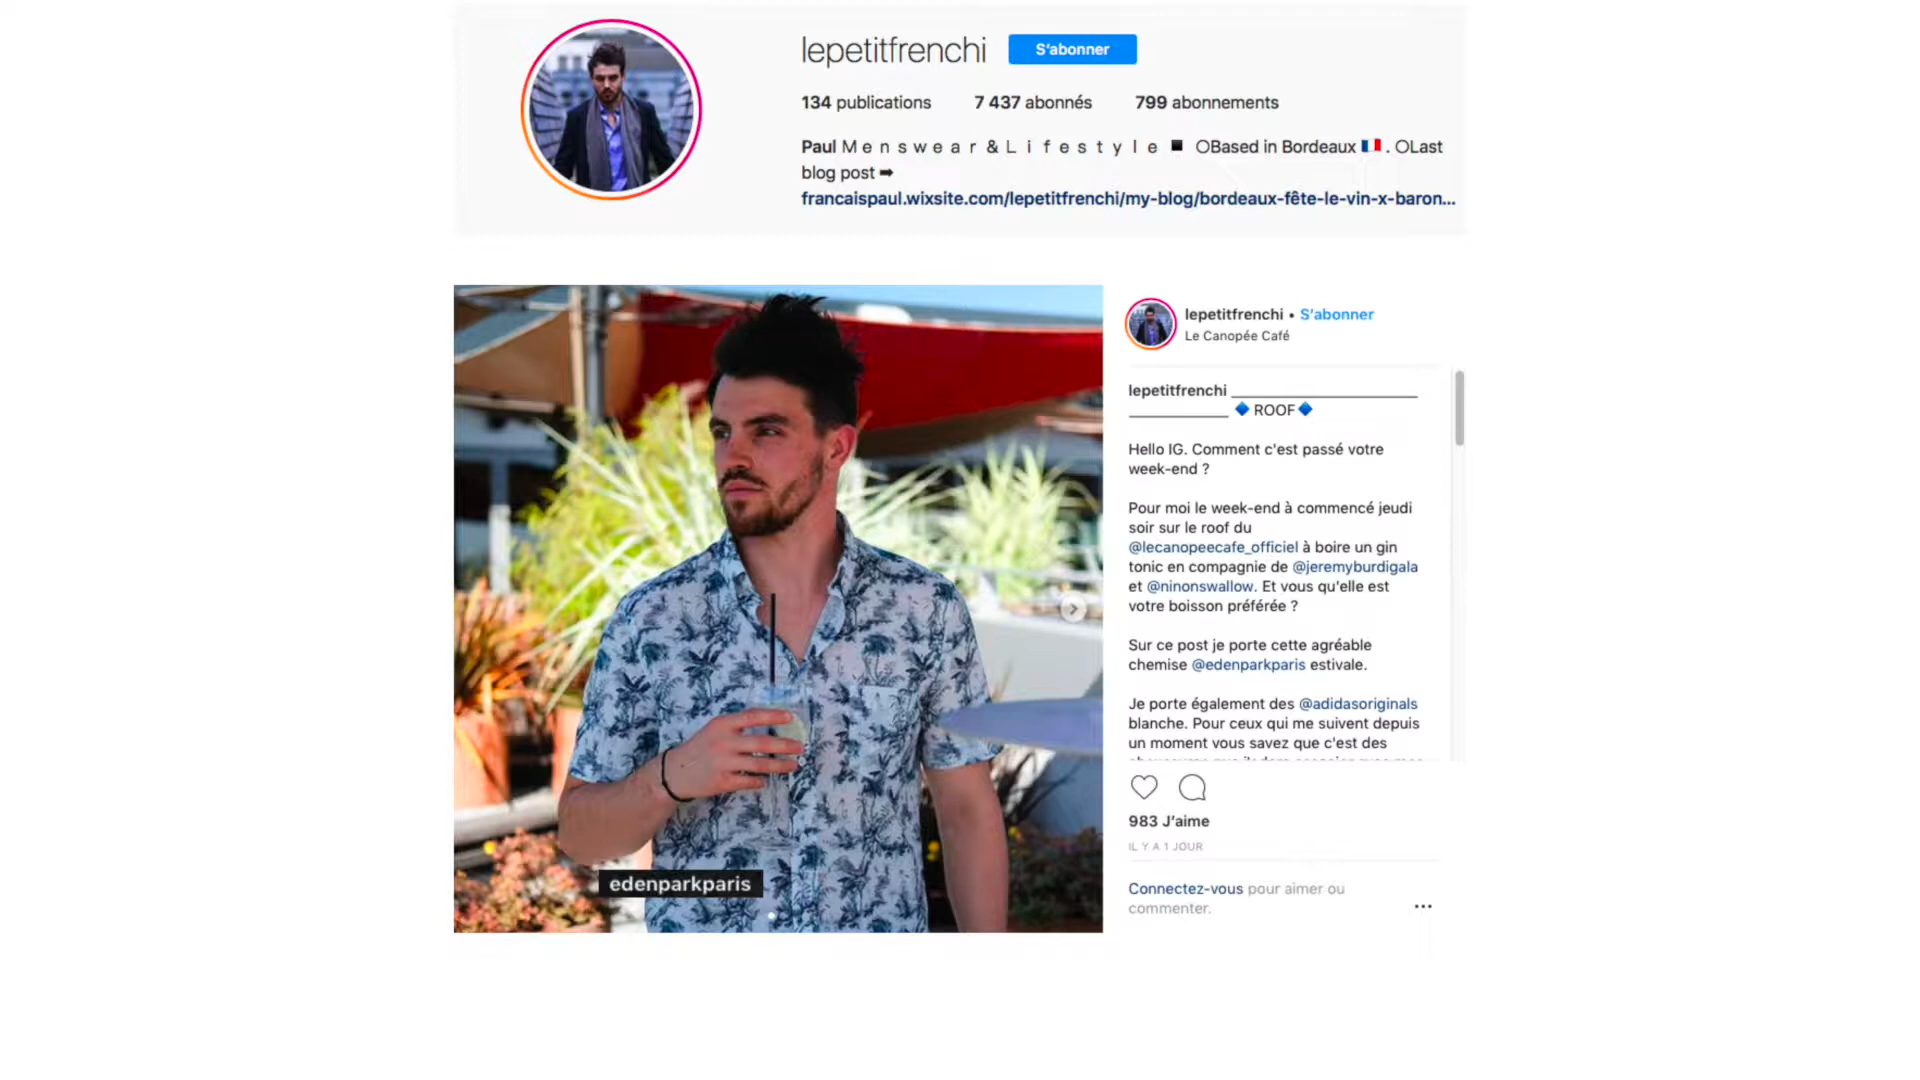 lepetitfrenchi S'abonner
134 publications 7 437 abonnés 799 abonnements
Paul M e n s w e a r & L i f e s t y l e ◾ ○Based in Bordeaux 🇫🇷 . ○Last
blog post ➡
francaispaul.wixsite.com/lepetitfrenchi/my-blog/bordeaux-fête-le-vin-x-baron...
edenparkparis
lepetitfrenchi • S'abonner
Le Canopée Café
lepetitfrenchi ______________________
____________ 🔷 ROOF🔷
Hello IG. Comment c'est passé votre
week-end ?
Pour moi le week-end à commencé jeudi
soir sur le roof du
@lecanopeecafe_officiel à boire un gin
tonic en compagnie de @jeremyburdigala
et @ninonswallow. Et vous qu'elle est
votre boisson préférée ?
Sur ce post je porte cette agréable
chemise @edenparkparis estivale.
Je porte également des @adidasoriginals
blanche. Pour ceux qui me suivent depuis
un moment vous savez que c'est des
983 J'aime
IL Y A 1 JOUR
Connectez-vous pour aimer ou
commenter.